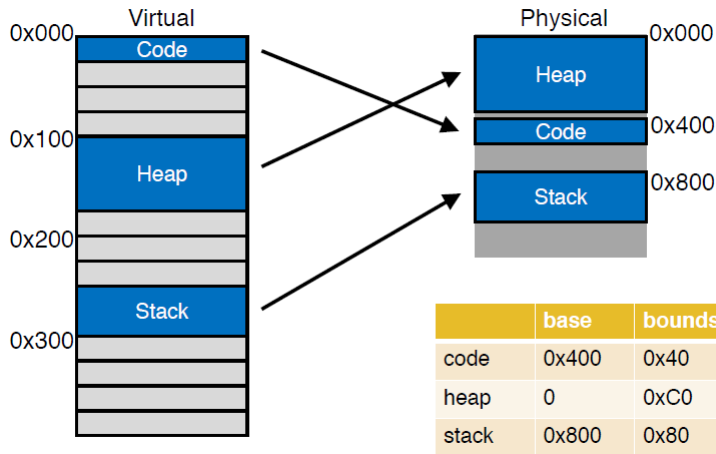 Virtual
0x000
Code
0x100
Heap
0x200
Stack
0x300
Physical
0x000
Heap
Code
0x400
0x800
Stack
base bounds
code 0x400 0x40
heap 0 0xC0
stack 0x800 0x80